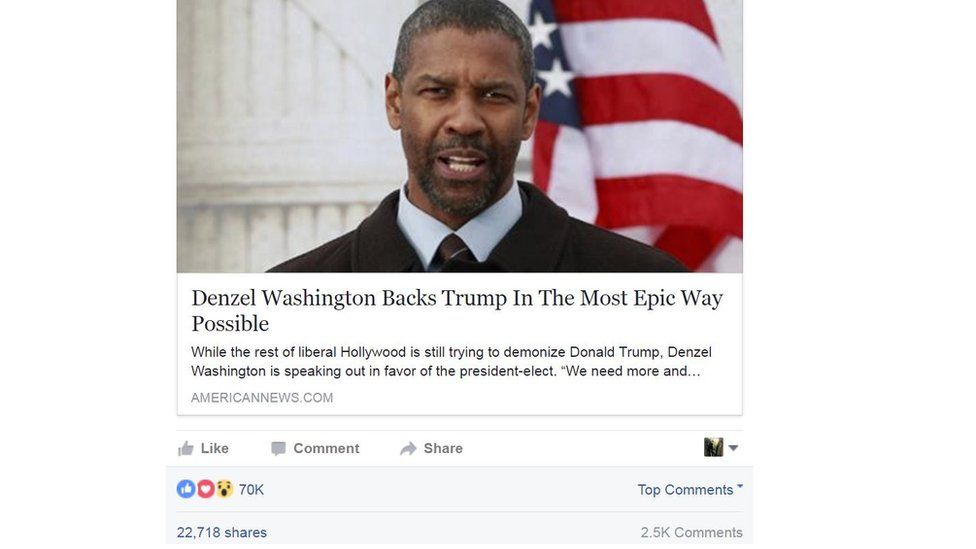 Denzel Washington Backs Trump In The Most Epic Way
Possible
While the rest of liberal Hollywood is still trying to demonize Donald Trump, Denzel
Washington is speaking out in favor of the president-elect. “We need more and…
AMERICANNEWS.COM
Like Comment Share
70K Top Comments
22,718 shares 2.5K Comments